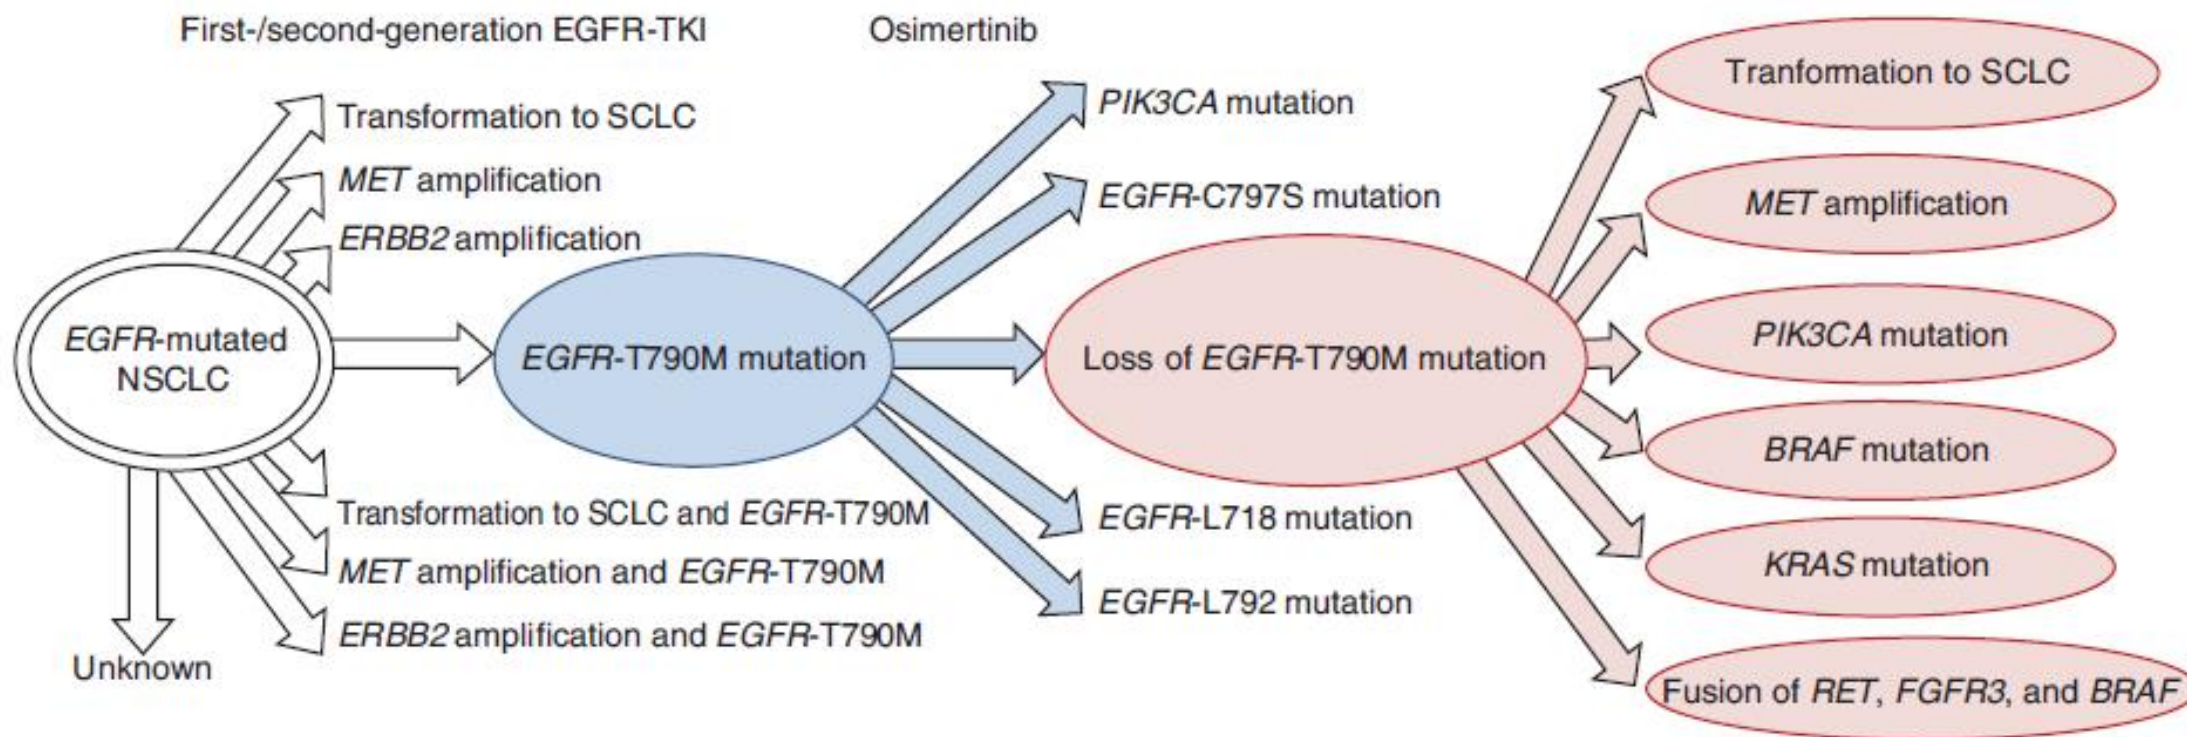 First-/second-generation EGFR-TKI
Osimertinib
Transformation to SCLC
MET amplification
ERBB2 amplification
EGFR-mutated
NSCLC
Transformation to SCLC and EGFR-T790M
MET amplification and EGFR-T790M
ERBB2 amplification and EGFR-T790M
Unknown
EGFR-T790M mutation
PIK3CA mutation
EGFR-C797S mutation
Loss of EGFR-T790M mutation
EGFR-L718 mutation
EGFR-L792 mutation
Tranformation to SCLC
MET amplification
PIK3CA mutation
BRAF mutation
KRAS mutation
Fusion of RET, FGFR3, and BRAF